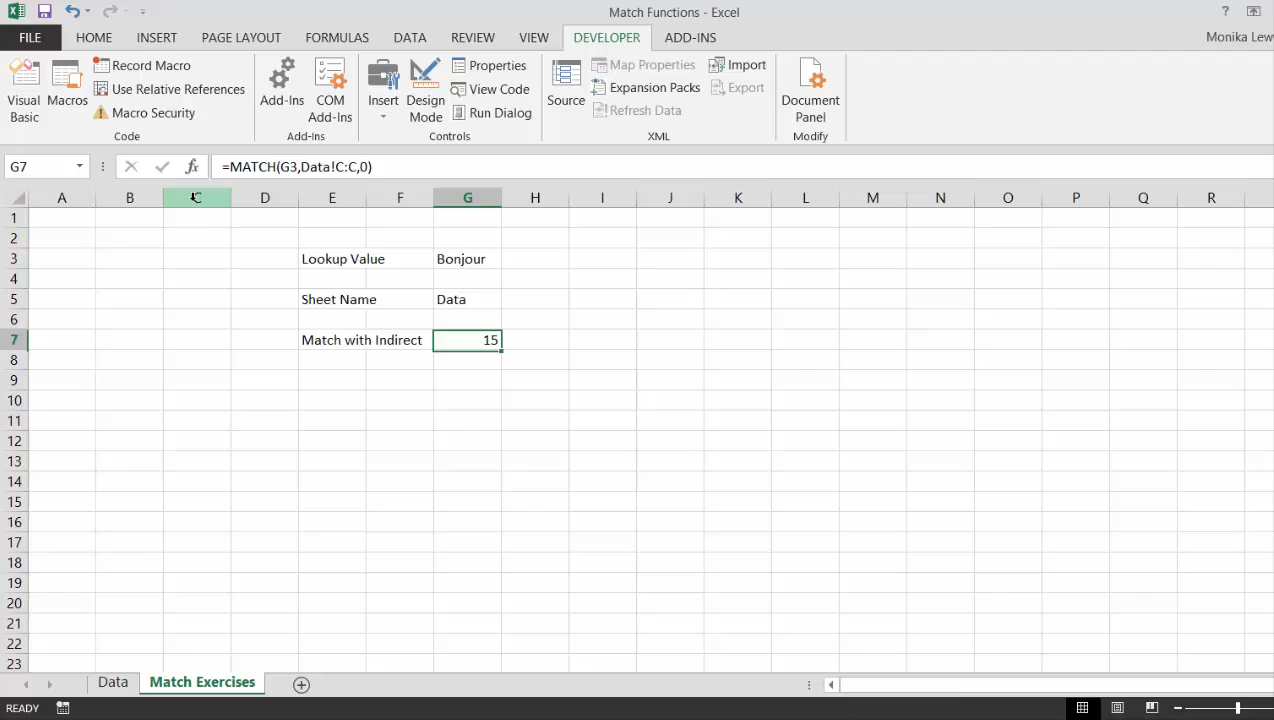 Match Functions - Excel
?
FILE HOME INSERT PAGE LAYOUT FORMULAS DATA REVIEW VIEW DEVELOPER ADD-INS Monika Lew
Visual Basic
Macros
Record Macro
Use Relative References
Macro Security
Code
Add-Ins
COM Add-Ins
Add-Ins
Insert
Design Mode
Properties
View Code
Run Dialog
Controls
Source
Map Properties
Expansion Packs
Refresh Data
Import
Export
XML
Document Panel
Modify
G7 fx =MATCH(G3,Data!C:C,0)
A B C D E F G H I J K L M N O P Q R
1
2
3 Lookup Value Bonjour
4
5 Sheet Name Data
6
7 Match with Indirect 15
8
9
10
11
12
13
14
15
16
17
18
19
20
21
22
23
Data Match Exercises
READY